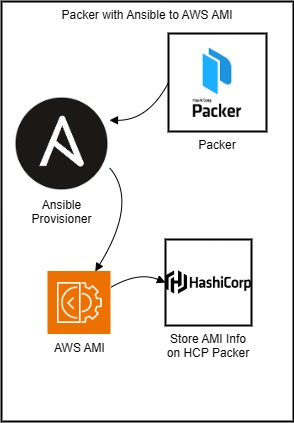 Packer with Ansible to AWS AMI
HashiCorp
Packer
Packer
Ansible
Provisioner
AWS AMI
HashiCorp
Store AMI Info
on HCP Packer